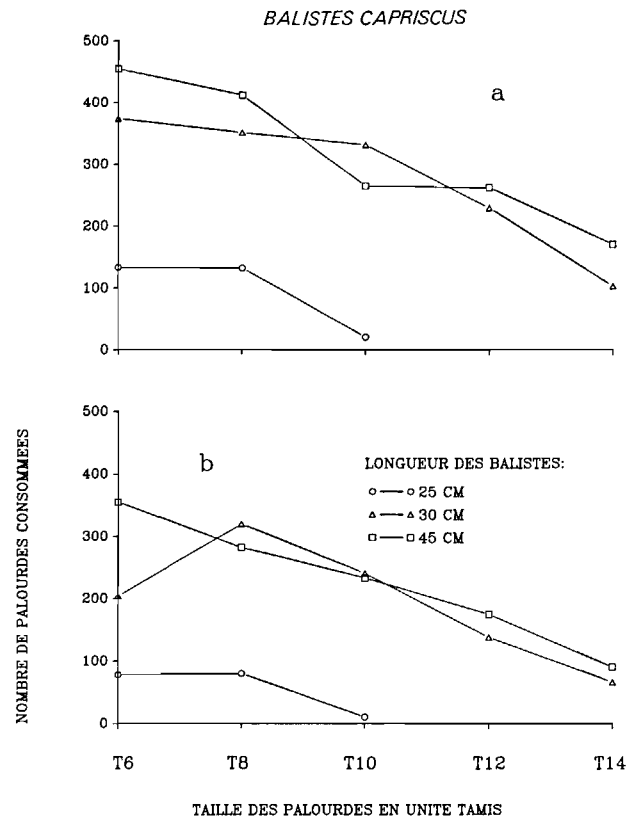 BALISTES CAPRISCUS
500
400
300
200
100
0
a
500
400
300
200
100
0
b
LONGUEUR DES BALISTES:
25 CM
30 CM
45 CM
T6 T8 T10 T12 T14
NOMBRE DE PALOURDES CONSOMMEES
TAILLE DES PALOURDES EN UNITE TAMIS